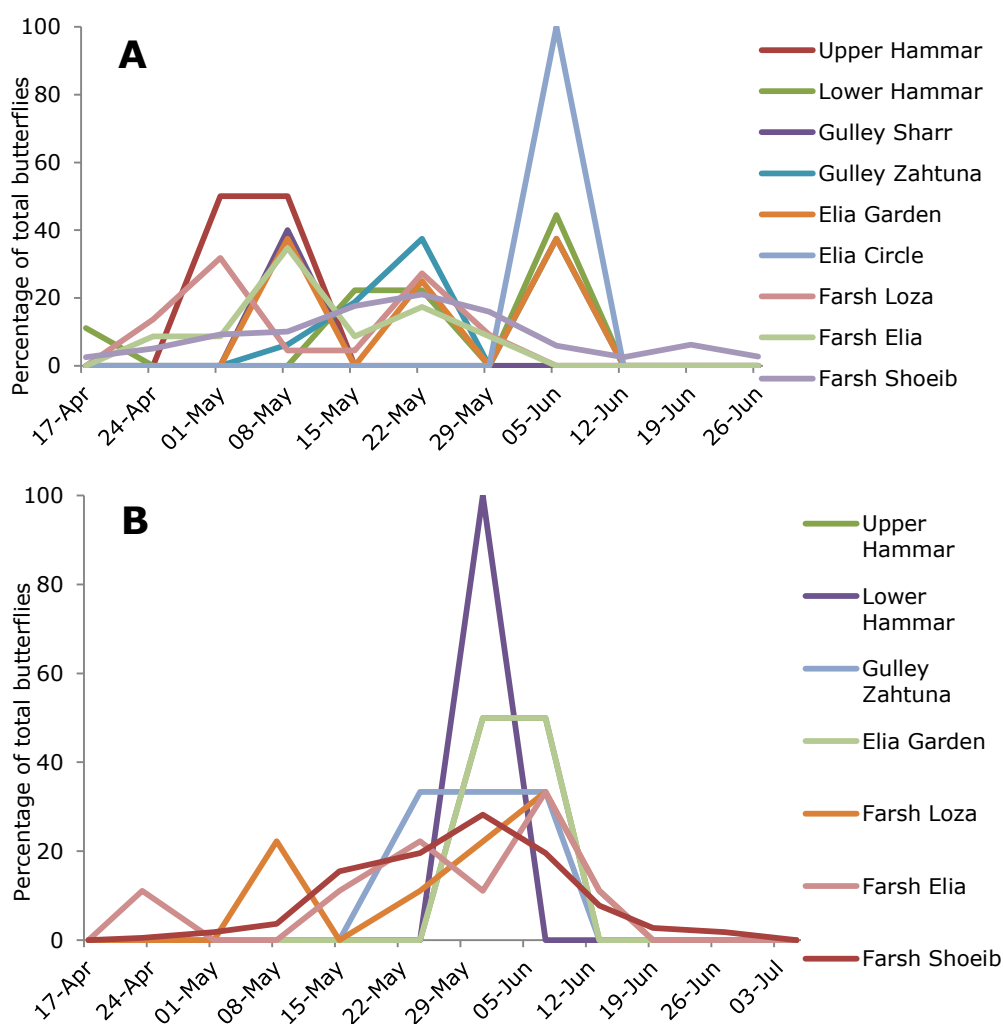 A
Percentage of total butterflies
100
80
60
40
20
0
17-Apr
24-Apr
01-May
08-May
15-May
22-May
29-May
05-Jun
12-Jun
19-Jun
26-Jun
Upper Hammar
Lower Hammar
Gulley Sharr
Gulley Zahtuna
Elia Garden
Elia Circle
Farsh Loza
Farsh Elia
Farsh Shoeib
B
Percentage of total butterflies
100
80
60
40
20
0
17-Apr
24-Apr
01-May
08-May
15-May
22-May
29-May
05-Jun
12-Jun
19-Jun
26-Jun
03-Jul
Upper
Hammar
Lower
Hammar
Gulley
Zahtuna
Elia Garden
Farsh Loza
Farsh Elia
Farsh Shoeib